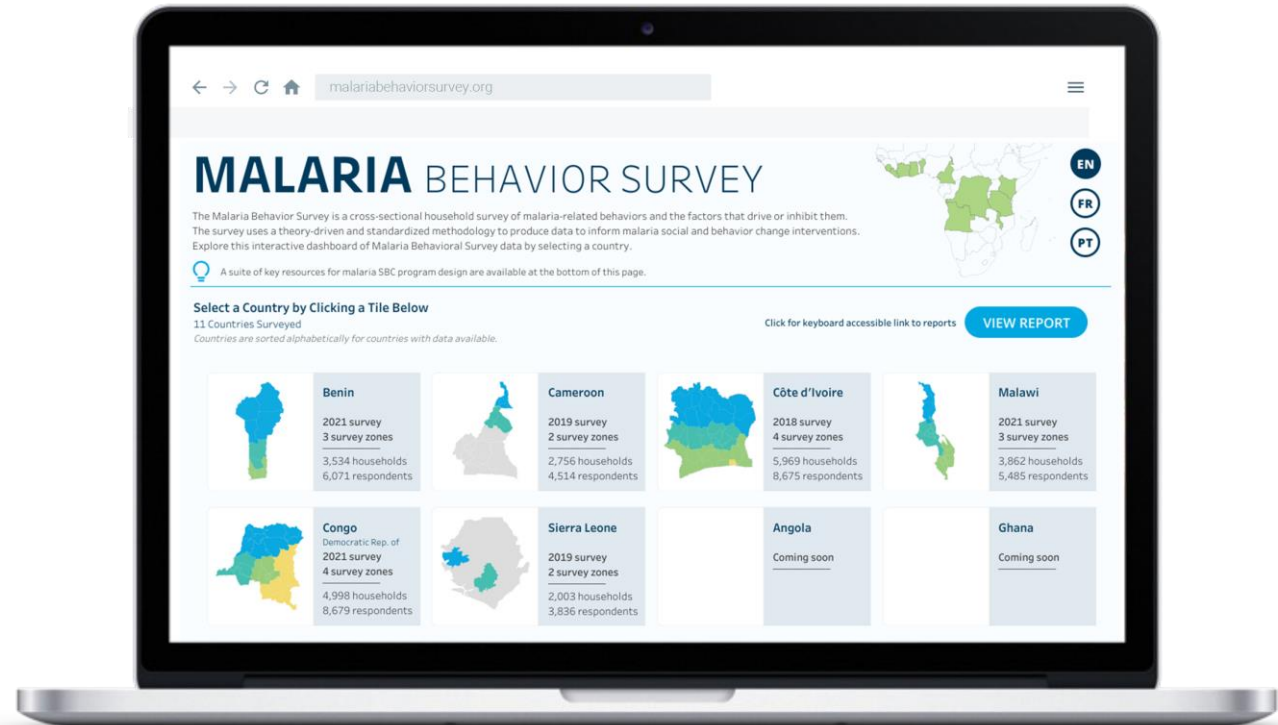 malariabehaviorsurvey.org
MALARIA BEHAVIOR SURVEY
EN
FR
PT
The Malaria Behavior Survey is a cross-sectional household survey of malaria-related behaviors and the factors that drive or inhibit them.
The survey uses a theory-driven and standardized methodology to produce data to inform malaria social and behavior change interventions.
Explore this interactive dashboard of Malaria Behavioral Survey data by selecting a country.
A suite of key resources for malaria SBC program design are available at the bottom of this page.
Select a Country by Clicking a Tile Below
11 Countries Surveyed
Countries are sorted alphabetically for countries with data available.
Click for keyboard accessible link to reports
VIEW REPORT
Benin
2021 survey
3 survey zones
3,534 households
6,071 respondents
Cameroon
2019 survey
2 survey zones
2,756 households
4,514 respondents
Côte d'Ivoire
2018 survey
4 survey zones
5,969 households
8,675 respondents
Malawi
2021 survey
3 survey zones
3,862 households
5,485 respondents
Congo
Democratic Rep. of
2021 survey
4 survey zones
4,998 households
8,679 respondents
Sierra Leone
2019 survey
2 survey zones
2,003 households
3,836 respondents
Angola
Coming soon
Ghana
Coming soon